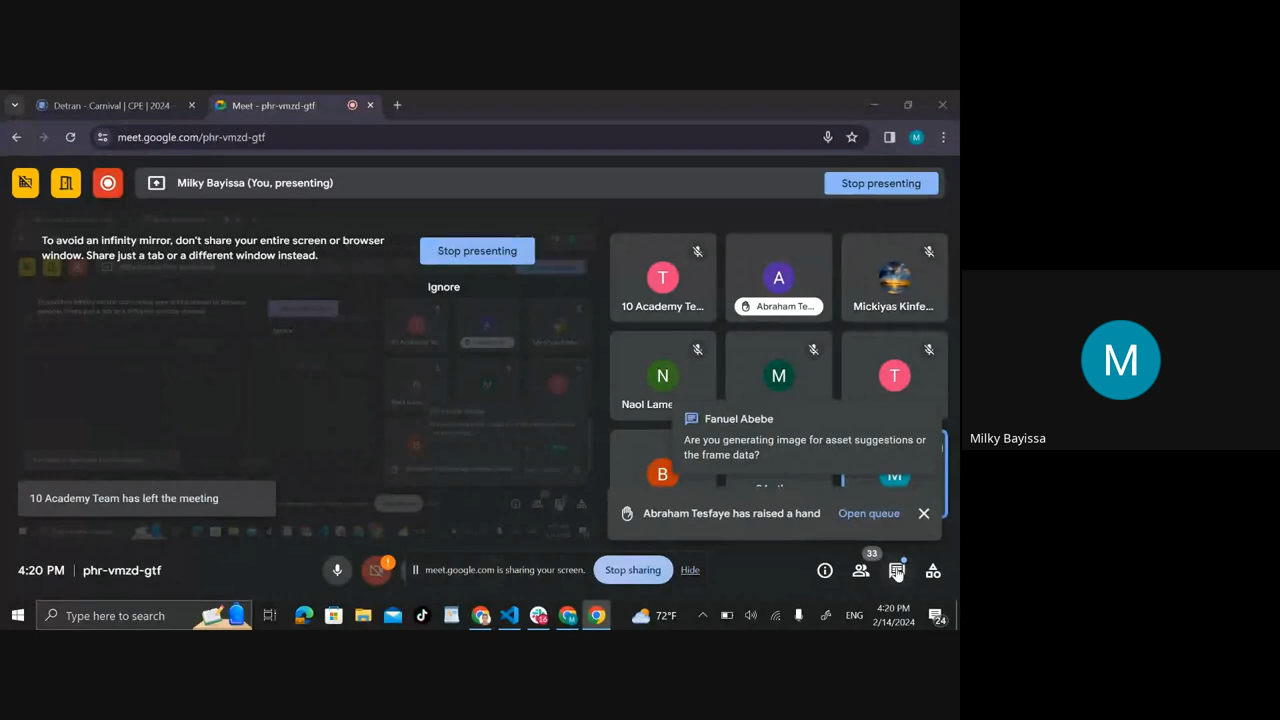 Detran - Carnival | CPE | 2024
Meet - phr-vmzd-gtf
meet.google.com/phr-vmzd-gtf
M
Milky Bayissa (You, presenting)
Stop presenting
To avoid an infinity mirror, don't share your entire screen or browser
window. Share just a tab or a different window instead.
Stop presenting
Ignore
T
10 Academy Te...
A
Abraham Te...
Mickiyas Kinfe...
N
Naol Lame
M
T
B
Fanuel Abebe
Are you generating image for asset suggestions or
the frame data?
10 Academy Team has left the meeting
Abraham Tesfaye has raised a hand
Open queue
4:20 PM
phr-vmzd-gtf
meet.google.com is sharing your screen.
Stop sharing
Hide
33
Type here to search
72°F
ENG
4:20 PM
2/14/2024
24
M
Milky Bayissa